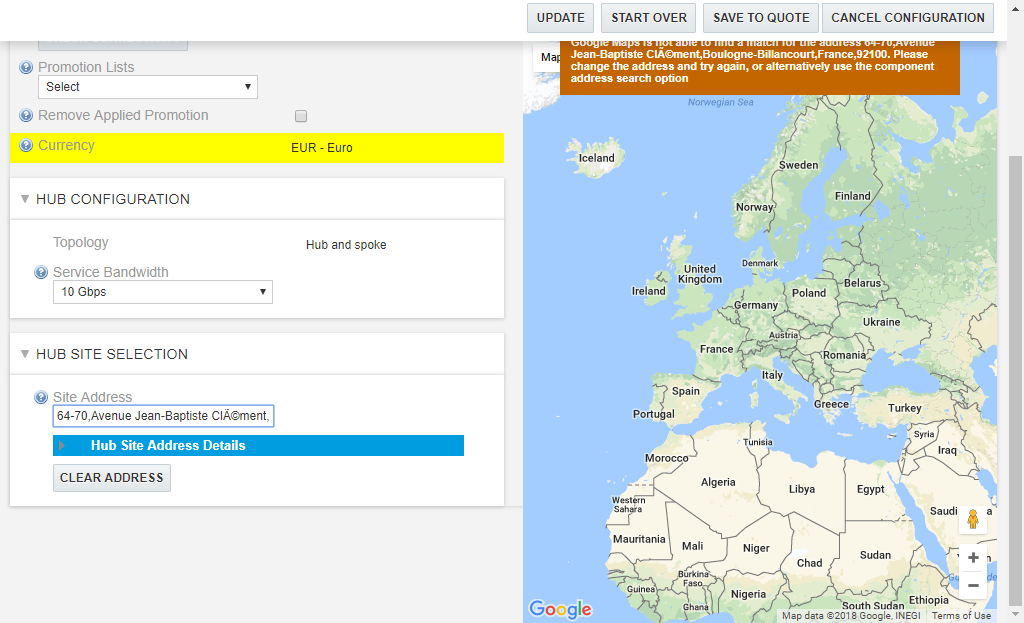 UPDATE
START OVER
SAVE TO QUOTE
CANCEL CONFIGURATION
Promotion Lists
Select
Remove Applied Promotion
Currency
EUR - Euro
HUB CONFIGURATION
Topology
Hub and spoke
Service Bandwidth
10 Gbps
HUB SITE SELECTION
Site Address
64-70,Avenue Jean-Baptiste ClÃ©ment,
Hub Site Address Details
CLEAR ADDRESS
Map
Google Maps is not able to find a match for the address 64-70,Avenue
Jean-Baptiste ClÃ©ment,Boulogne-Billancourt,France,92100. Please
change the address and try again, or alternatively use the component
address search option
Norwegian Sea
Iceland
Sweden
Finland
Norway
Denmark
United
Kingdom
Ireland
Belarus
Poland
Germany
Ukraine
Austria
France
Romania
Italy
Spain
Greece
Portugal
Turkey
Syria
Tunisia
Iraq
Morocco
Algeria
Libya
Egypt
Western
Sahara
Saudi
Mauritania
Mali
Niger
Chad
Sudan
Burkina
Faso
Guinea
Nigeria
Ghana
South Sudan
Ethiopia
Google
Map data ©2018 Google, INEGI
Terms of Use